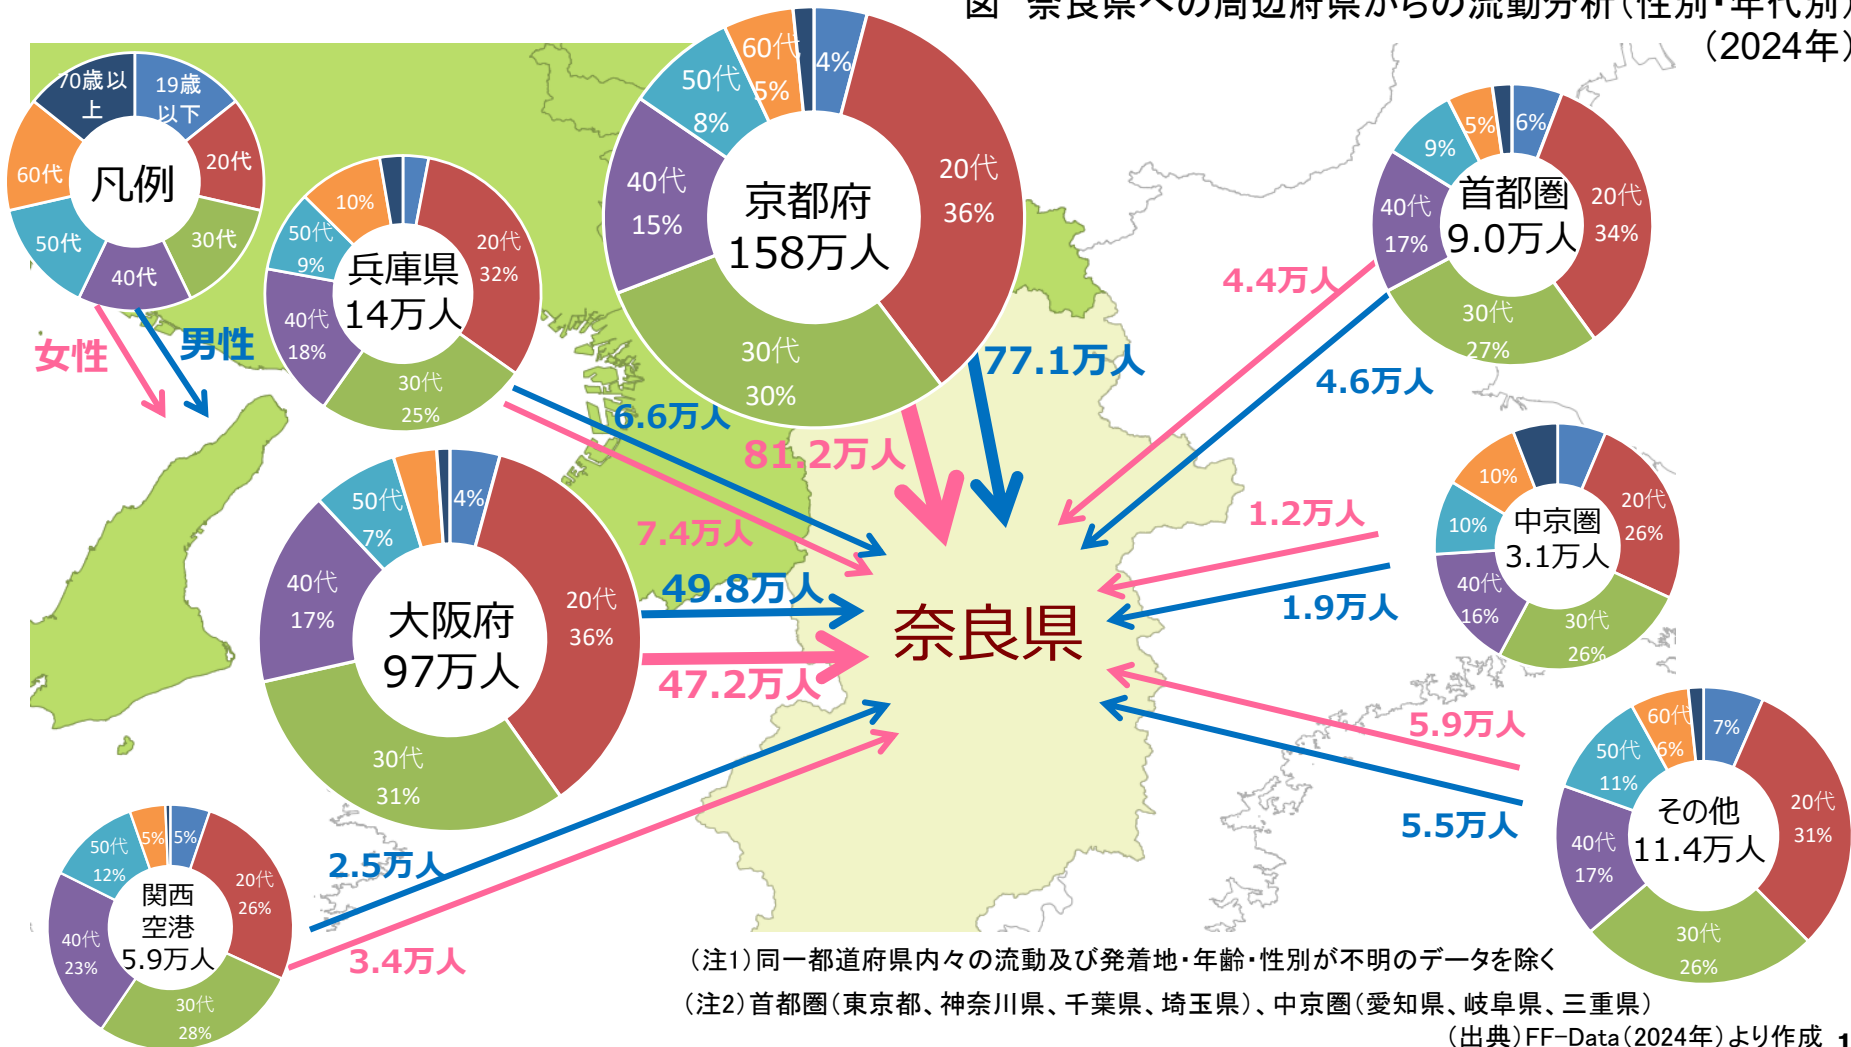 図 奈良県への周辺府県からの流動分析(性別・年代別)
(2024年)
凡例
19歳
以下
20代
30代
40代
50代
60代
70歳以
上
女性
男性
兵庫県
14万人
20代
32%
30代
25%
40代
18%
50代
9%
10%
京都府
158万人
4%
20代
36%
30代
30%
40代
15%
50代
8%
60代
5%
首都圏
9.0万人
6%
20代
34%
30代
27%
40代
17%
9%
5%
4.4万人
4.6万人
77.1万人
81.2万人
6.6万人
7.4万人
大阪府
97万人
4%
20代
36%
30代
31%
40代
17%
50代
7%
49.8万人
47.2万人
奈良県
中京圏
3.1万人
20代
26%
30代
26%
40代
16%
10%
10%
1.2万人
1.9万人
その他
11.4万人
7%
20代
31%
30代
26%
40代
17%
50代
11%
60代
6%
5.9万人
5.5万人
関西
空港
5.9万人
5%
20代
26%
30代
28%
40代
23%
50代
12%
5%
2.5万人
3.4万人
(注1)同一都道府県内々の流動及び発着地・年齢・性別が不明のデータを除く
(注2)首都圏(東京都、神奈川県、千葉県、埼玉県)、中京圏(愛知県、岐阜県、三重県)
(出典)FF-Data(2024年)より作成